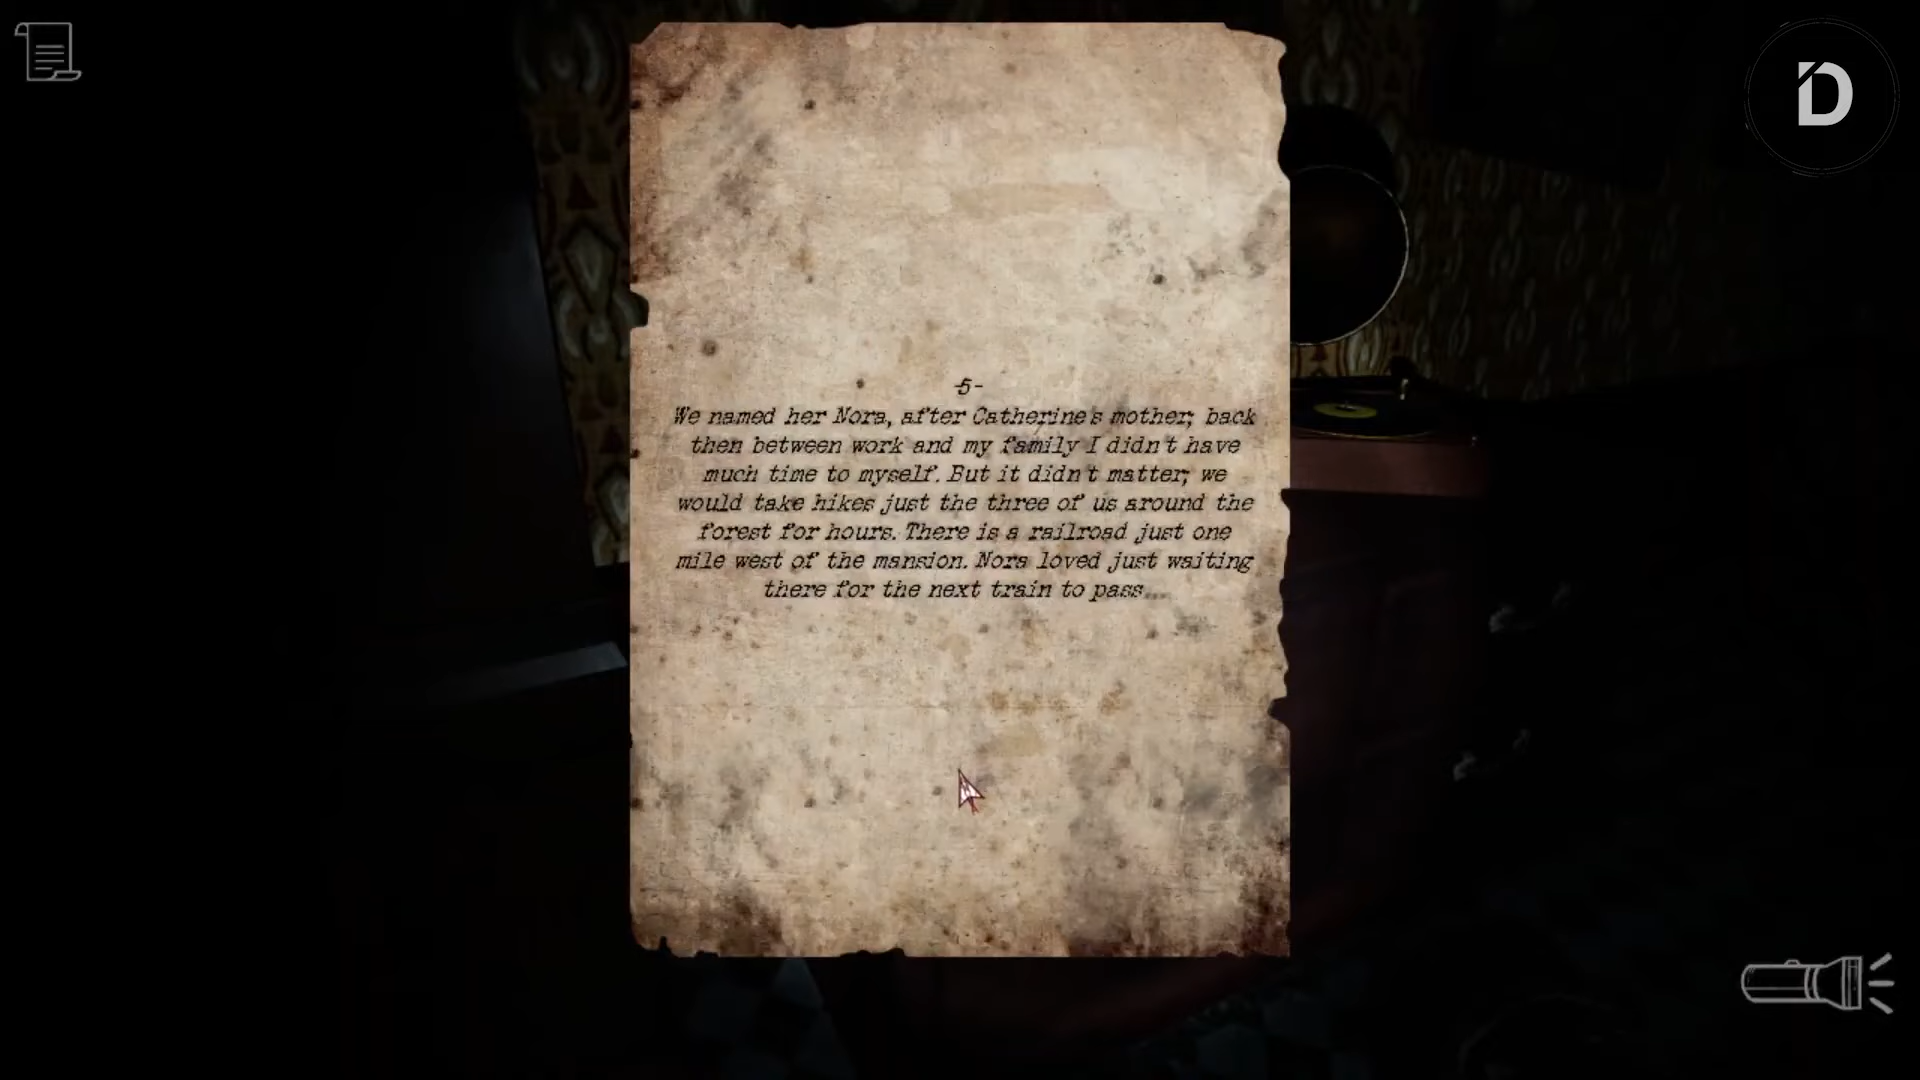 D
-5-
We named her Nora, after Catherine's mother; back
then between work and my family I didn't have
much time to myself. But it didn't matter; we
would take hikes just the three of us around the
forest for hours. There is a railroad just one
mile west of the mansion. Nora loved just waiting
there for the next train to pass...